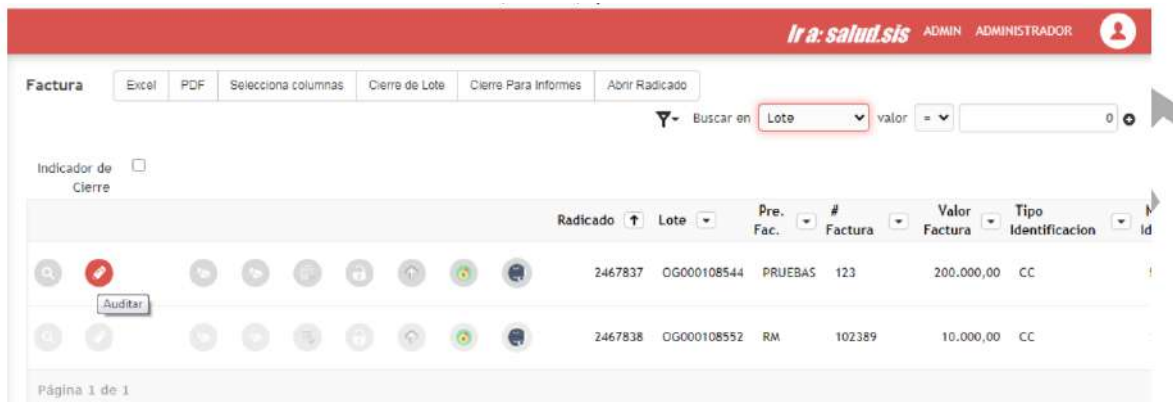 Ir a: salud.sis ADMIN ADMINISTRADOR
Factura Excel PDF Selecciona columnas Cierre de Lote Cierre Para Informes Abrir Radicado
Buscar en Lote valor = 0
Indicador de
Cierre
Radicado Lote Pre. Fac. # Factura Valor Factura Tipo Identificacion
2467837 OG000108544 PRUEBAS 123 200.000,00 CC
Auditar
2467838 OG000108552 RM 102389 10.000,00 CC
Página 1 de 1